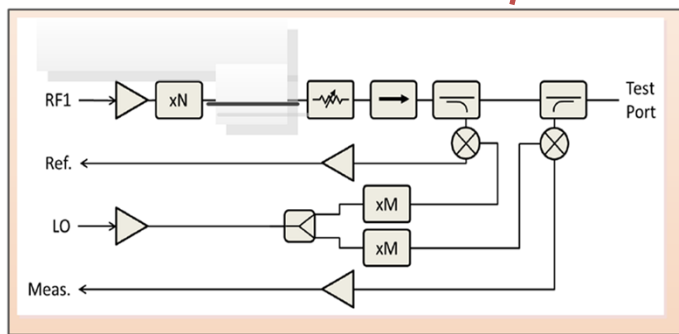 RF1
xN
Test
Port
Ref.
LO
xM
xM
Meas.